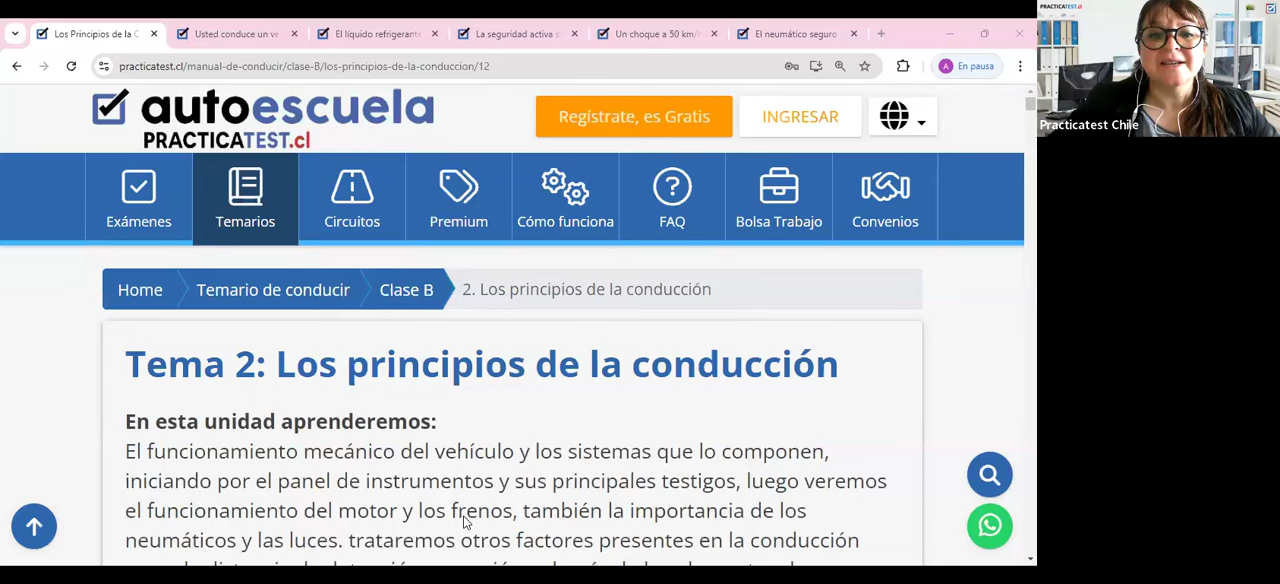 Los Principios de la C
Usted conduce un ve
El líquido refrigerante
La seguridad activa s
Un choque a 50 km/
El neumático seguro
practicatest.cl/manual-de-conducir/clase-B/los-principios-de-la-conduccion/12
A En pausa
PRACTICATEST.cl
Practicatest Chile
autoescuela
PRACTICATEST.cl
Regístrate, es Gratis
INGRESAR
Exámenes
Temarios
Circuitos
Premium
Cómo funciona
FAQ
Bolsa Trabajo
Convenios
Home
Temario de conducir
Clase B
2. Los principios de la conducción
Tema 2: Los principios de la conducción
En esta unidad aprenderemos:
El funcionamiento mecánico del vehículo y los sistemas que lo componen,
iniciando por el panel de instrumentos y sus principales testigos, luego veremos
el funcionamiento del motor y los frenos, también la importancia de los
neumáticos y las luces. trataremos otros factores presentes en la conducción